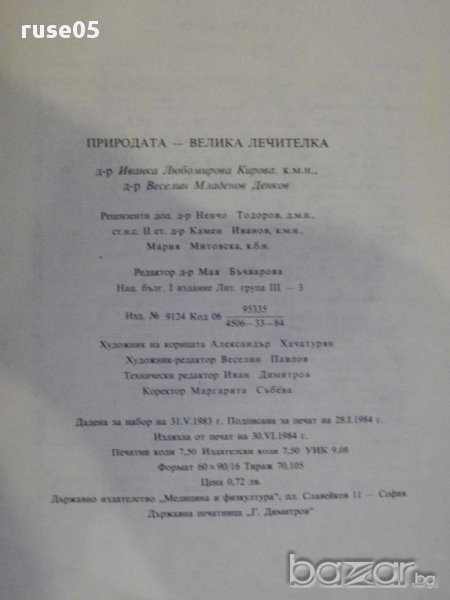 ruse05
ПРИРОДАТА — ВЕЛИКА ЛЕЧИТЕЛКА
д-р Иванка Любомирова Кирова, к.м.н.,
д-р Веселин Младенов Денков
Рецензенти доц. д-р Ненчо Тодоров, д.м.н.,
ст.н.с. II ст. д-р Камен Иванов, к.м.н.,
Мария Митовска, к.б.н.
Редактор д-р Мая Бъчварова
Нац. бълг. I издание Лит. група III — 3
Изд. № 9124 Код 06 95335
4506—33—84
Художник на корицата Александър Хачатурян
Художник-редактор Веселин Павлов
Технически редактор Иван Димитров
Коректор Маргарита Събева
Дадена за набор на 31.V.1983 г. Подписана за печат на 28.I.1984 г.
Излязла от печат на 30.VI.1984 г.
Печатни коли 7,50 Издателски коли 7,50 УИК 9,08
Формат 60 × 90/16 Тираж 70,105
Цена 0,72 лв.
Държавно издателство „Медицина и физкултура", пл. Славейков 11 — София
Държавна печатница „Г. Димитров"
bazar.bg